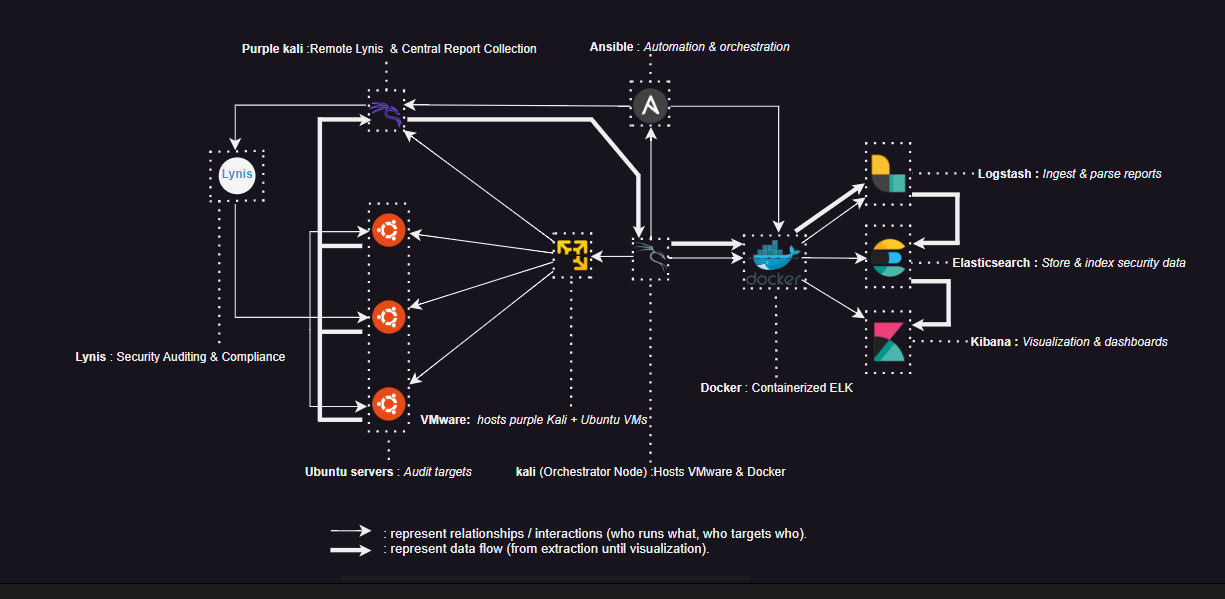 Purple kali :Remote Lynis & Central Report Collection
Ansible : Automation & orchestration
Lynis
Logstash : Ingest & parse reports
docker
Elasticsearch : Store & index security data
Kibana : Visualization & dashboards
Lynis : Security Auditing & Compliance
Docker : Containerized ELK
VMware: hosts purple Kali + Ubuntu VMs
Ubuntu servers : Audit targets
kali (Orchestrator Node) :Hosts VMware & Docker
: represent relationships / interactions (who runs what, who targets who).
: represent data flow (from extraction until visualization).